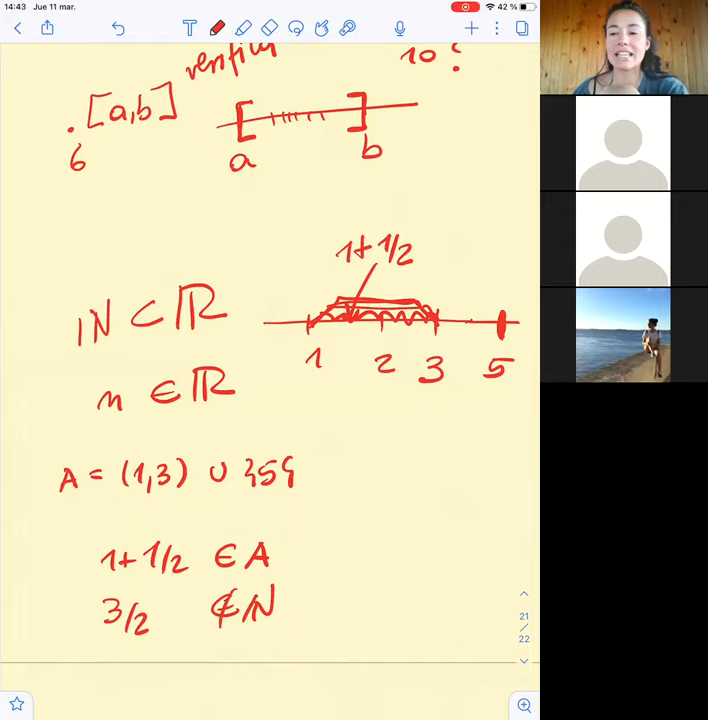 14:43 Jue 11 mar.
42 %
T
10 ?
[a,b]
6
a
b
1+1/2
ℕ ⊂ ℝ
1 2 3 5
n ∈ ℝ
A = (1,3) ∪ {5}
1+1/2 ∈ A
3/2 ∉ ℕ
21
/
22